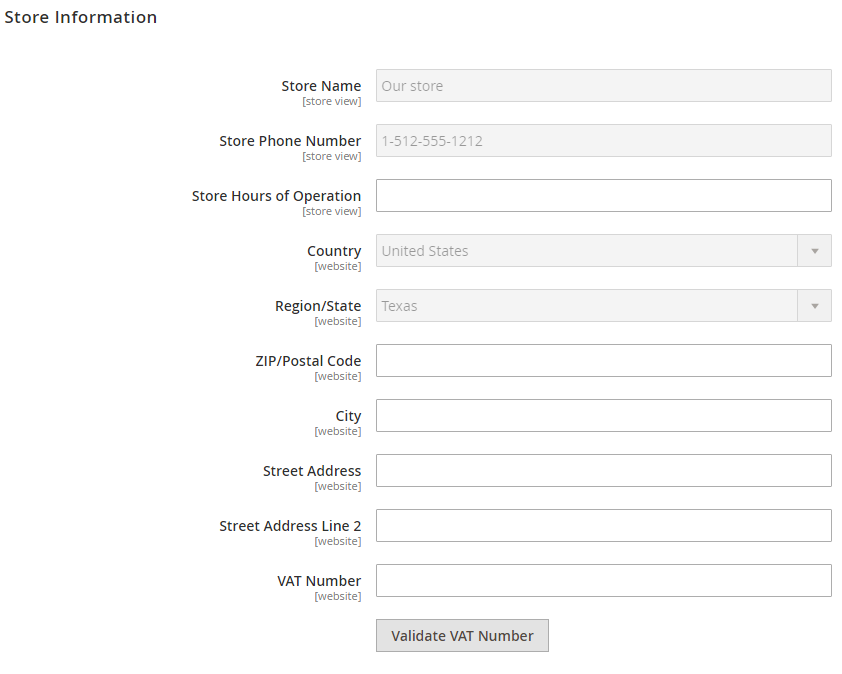 Store Information
Store Name
[store view]
Our store
Store Phone Number
[store view]
1-512-555-1212
Store Hours of Operation
[store view]
Country
[website]
United States
Region/State
[website]
Texas
ZIP/Postal Code
[website]
City
[website]
Street Address
[website]
Street Address Line 2
[website]
VAT Number
[website]
Validate VAT Number